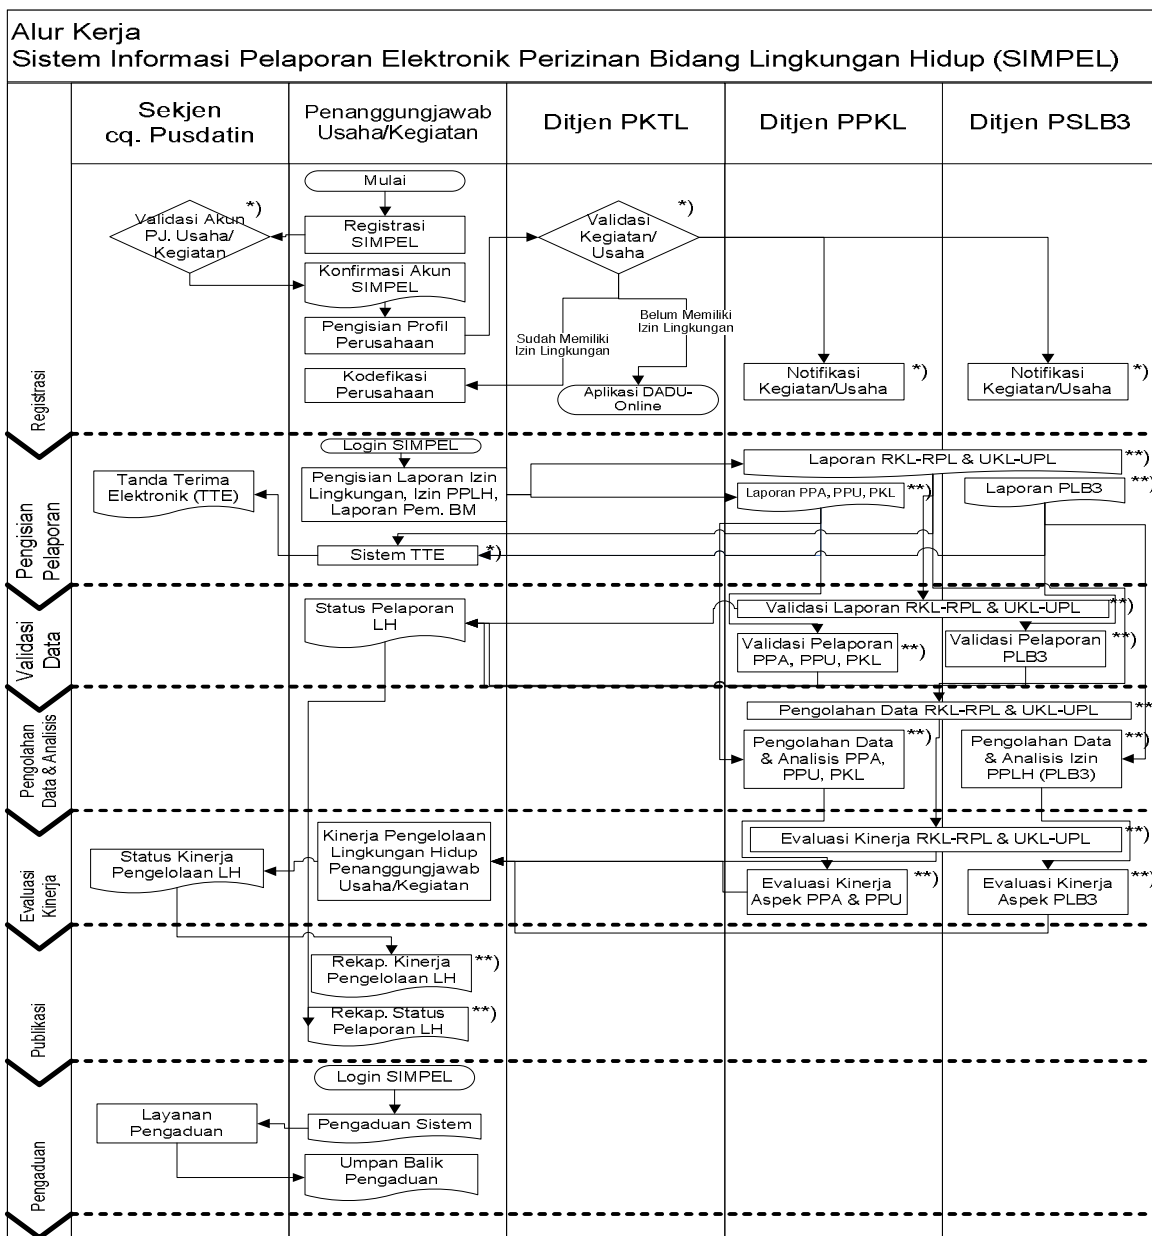 Alur Kerja
Sistem Informasi Pelaporan Elektronik Perizinan Bidang Lingkungan Hidup (SIMPEL)
Sekjen
cq. Pusdatin
Penanggungjawab
Usaha/Kegiatan
Ditjen PKTL
Ditjen PPKL
Ditjen PSLB3
Registrasi
Mulai
Validasi Akun
PJ. Usaha/
Kegiatan
*)
Registrasi
SIMPEL
Validasi
Kegiatan/
Usaha
*)
Konfirmasi Akun
SIMPEL
Pengisian Profil
Perusahaan
Sudah Memiliki
Izin Lingkungan
Belum Memiliki
Izin Lingkungan
Kodefikasi
Perusahaan
Aplikasi DADU-
Online
Notifikasi
Kegiatan/Usaha
*)
Notifikasi
Kegiatan/Usaha
*)
Pengisian
Pelaporan
Login SIMPEL
Tanda Terima
Elektronik (TTE)
Pengisian Laporan Izin
Lingkungan, Izin PPLH,
Laporan Pem. BM
Laporan RKL-RPL & UKL-UPL
**)
Laporan PPA, PPU, PKL
**)
Laporan PLB3
**)
Sistem TTE
*)
Validasi
Data
Status Pelaporan
LH
Validasi Laporan RKL-RPL & UKL-UPL
**)
Validasi Pelaporan
PPA, PPU, PKL
**)
Validasi Pelaporan
PLB3
**)
Pengolahan
Data & Analisis
Pengolahan Data RKL-RPL & UKL-UPL
**
Pengolahan Data
& Analisis PPA,
PPU, PKL
**)
Pengolahan Data
& Analisis Izin
PPLH (PLB3)
**)
Evaluasi
Kinerja
Status Kinerja
Pengelolaan LH
Kinerja Pengelolaan
Lingkungan Hidup
Penanggungjawab
Usaha/Kegiatan
Evaluasi Kinerja RKL-RPL & UKL-UPL
**)
Evaluasi Kinerja
Aspek PPA & PPU
**)
Evaluasi Kinerja
Aspek PLB3
**)
Publikasi
Rekap. Kinerja
Pengelolaan LH
**)
Rekap. Status
Pelaporan LH
**)
Pengaduan
Login SIMPEL
Layanan
Pengaduan
Pengaduan Sistem
Umpan Balik
Pengaduan